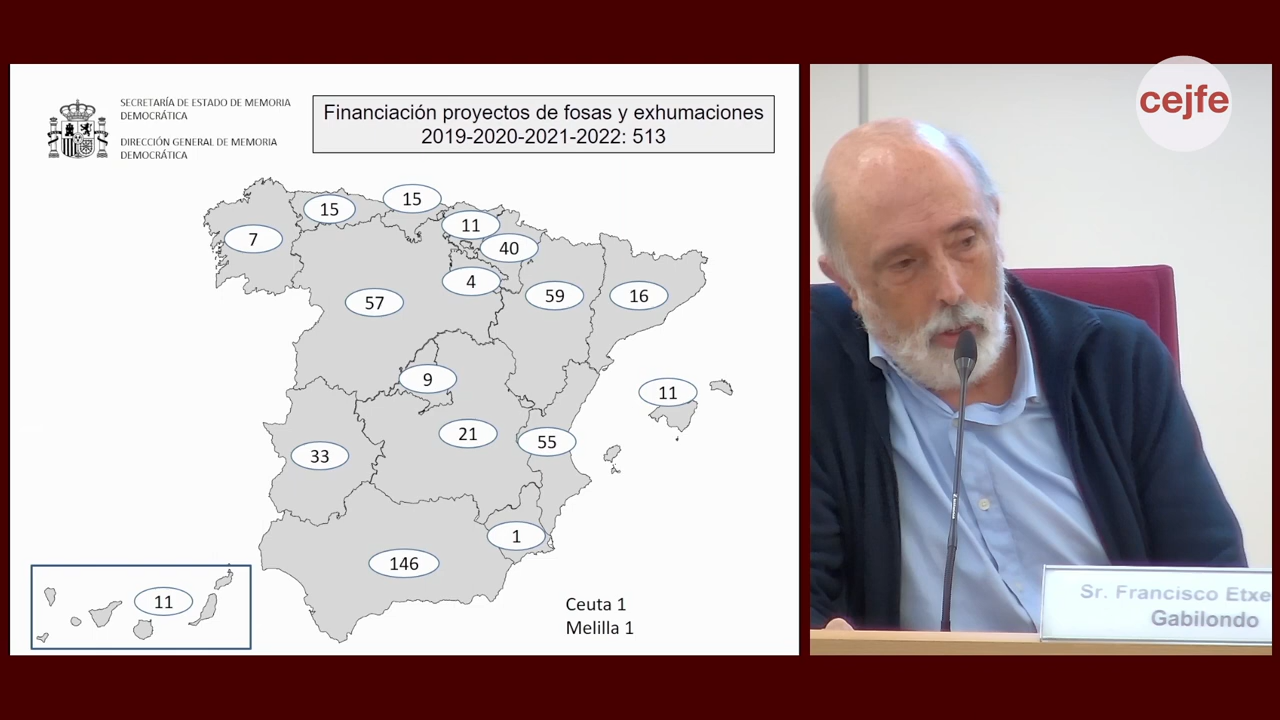 SECRETARÍA DE ESTADO DE MEMORIA
DEMOCRÁTICA
DIRECCIÓN GENERAL DE MEMORIA
DEMOCRÁTICA
Financiación proyectos de fosas y exhumaciones
2019-2020-2021-2022: 513
15
15
7
11
40
4
57
59
16
9
11
21
55
33
1
146
11
Ceuta 1
Melilla 1
cejfe
Sr. Francisco Etxe
Gabilondo